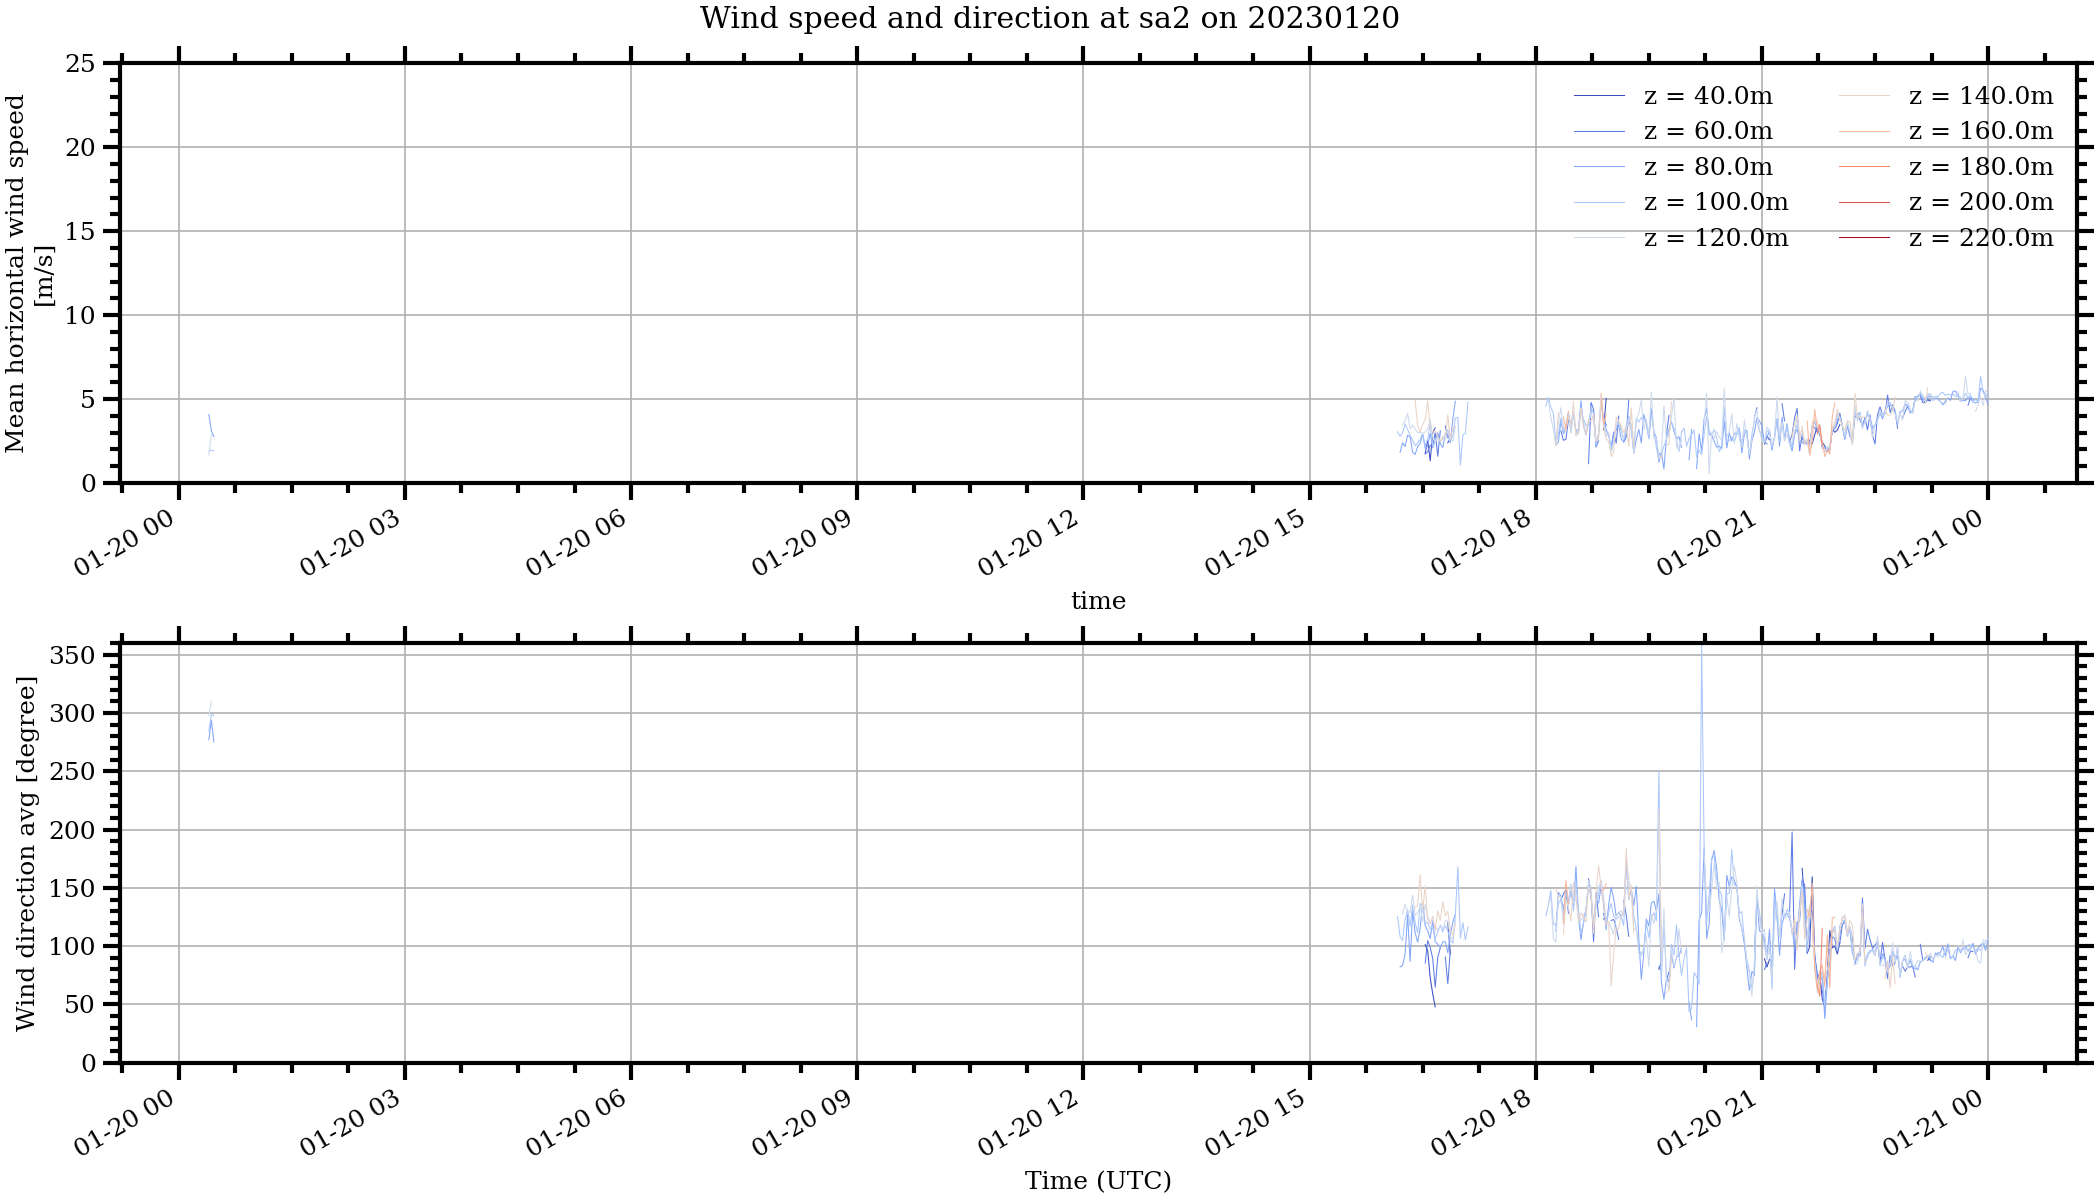 Wind speed and direction at sa2 on 20230120
Mean horizontal wind speed
[m/s]
25
20
15
10
5
0
z = 40.0m
z = 60.0m
z = 80.0m
z = 100.0m
z = 120.0m
z = 140.0m
z = 160.0m
z = 180.0m
z = 200.0m
z = 220.0m
01-20 00
01-20 03
01-20 06
01-20 09
01-20 12
01-20 15
01-20 18
01-20 21
01-21 00
time
Wind direction avg [degree]
350
300
250
200
150
100
50
0
01-20 00
01-20 03
01-20 06
01-20 09
01-20 12
01-20 15
01-20 18
01-20 21
01-21 00
Time (UTC)